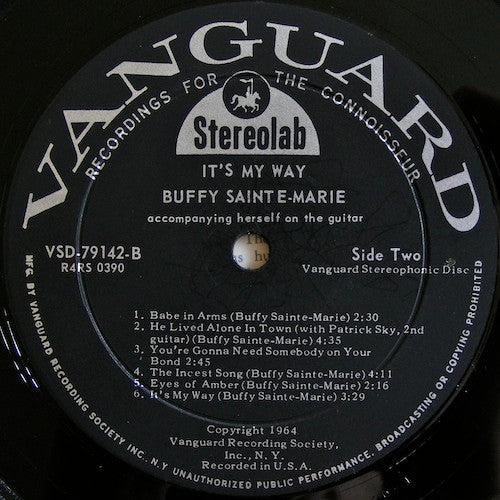 VANGUARD
RECORDINGS FOR THE CONNOISSEUR
Stereolab
IT'S MY WAY
BUFFY SAINTE-MARIE
accompanying herself on the guitar
VSD-79142-B
R4RS 0390
Side Two
Vanguard Stereophonic Disc
1. Babe in Arms (Buffy Sainte-Marie) 2:30
2. He Lived Alone In Town (with Patrick Sky, 2nd
guitar) (Buffy Sainte-Marie) 4:35
3. You're Gonna Need Somebody on Your
Bond 2:45
4. The Incest Song (Buffy Sainte-Marie) 4:11
5. Eyes of Amber (Buffy Sainte-Marie) 2:16
6. It's My Way (Buffy Sainte-Marie) 3:29
Copyright 1964
Vanguard Recording Society,
Inc., N. Y.
Recorded in U.S.A.
MFG. BY VANGUARD RECORDING SOCIETY INC., N.Y. UNAUTHORIZED PUBLIC PERFORMANCE, BROADCASTING OR COPYING PROHIBITED